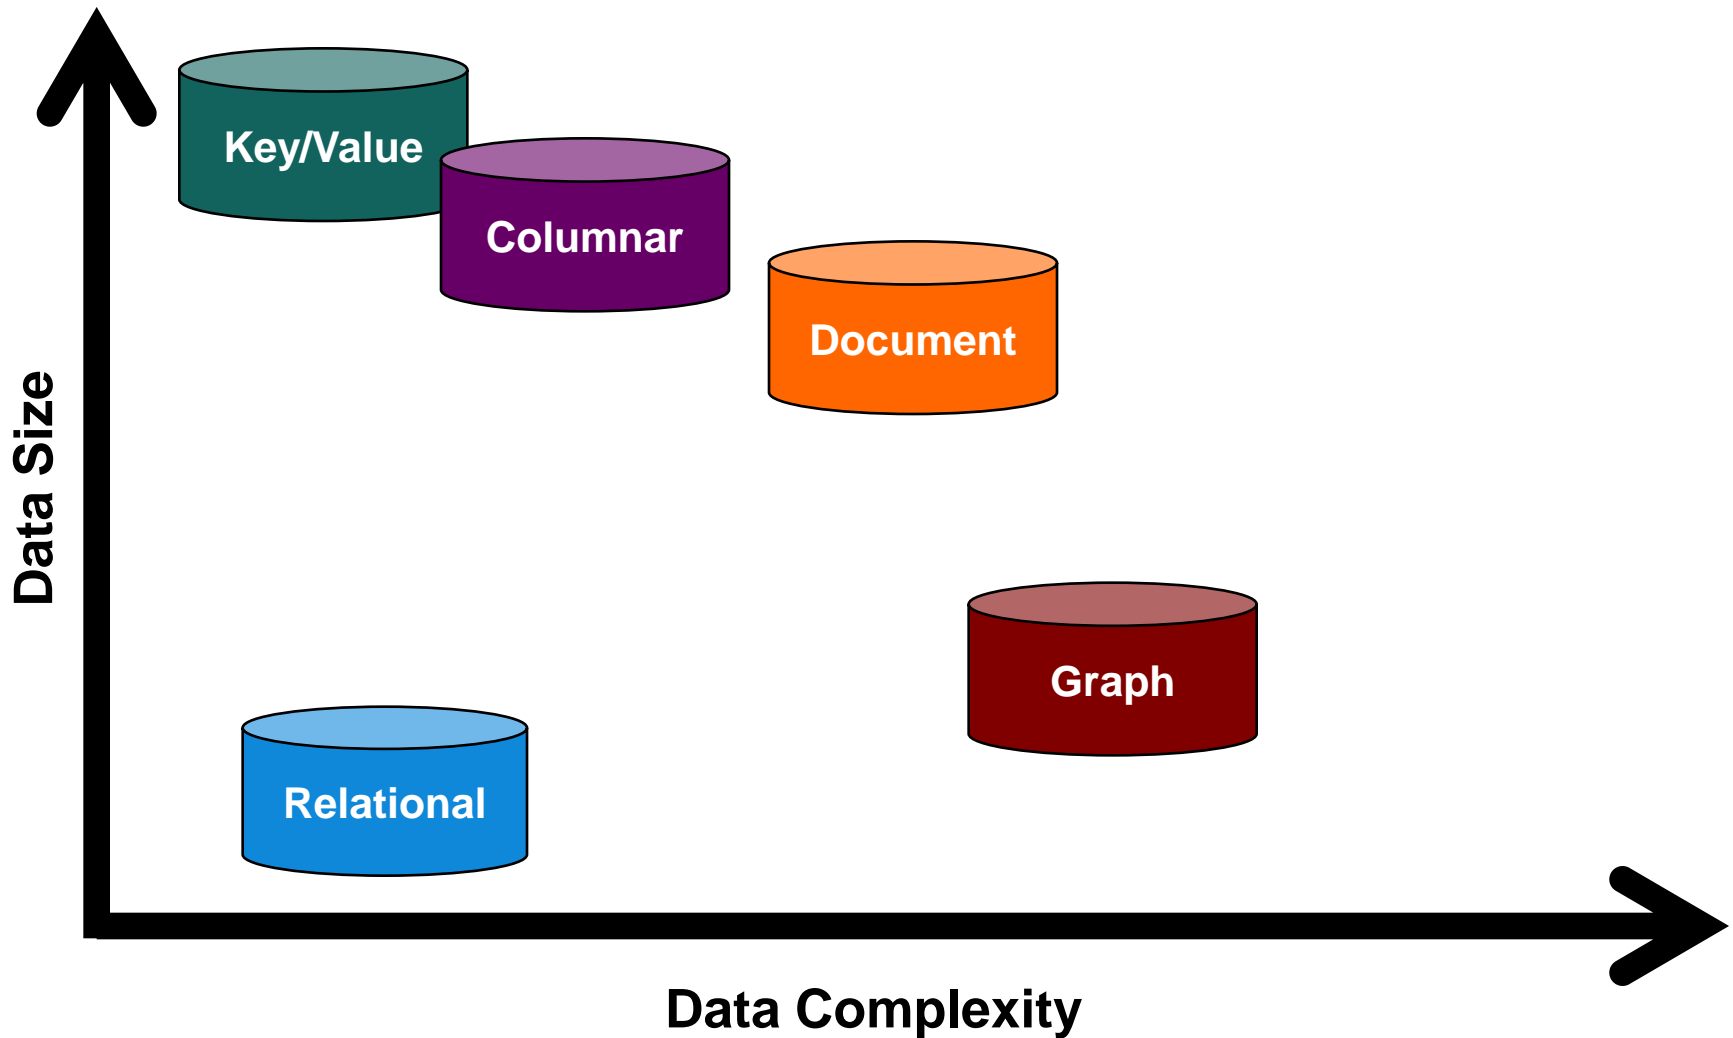 Key/Value
Columnar
Document
Data Size
Graph
Relational
Data Complexity